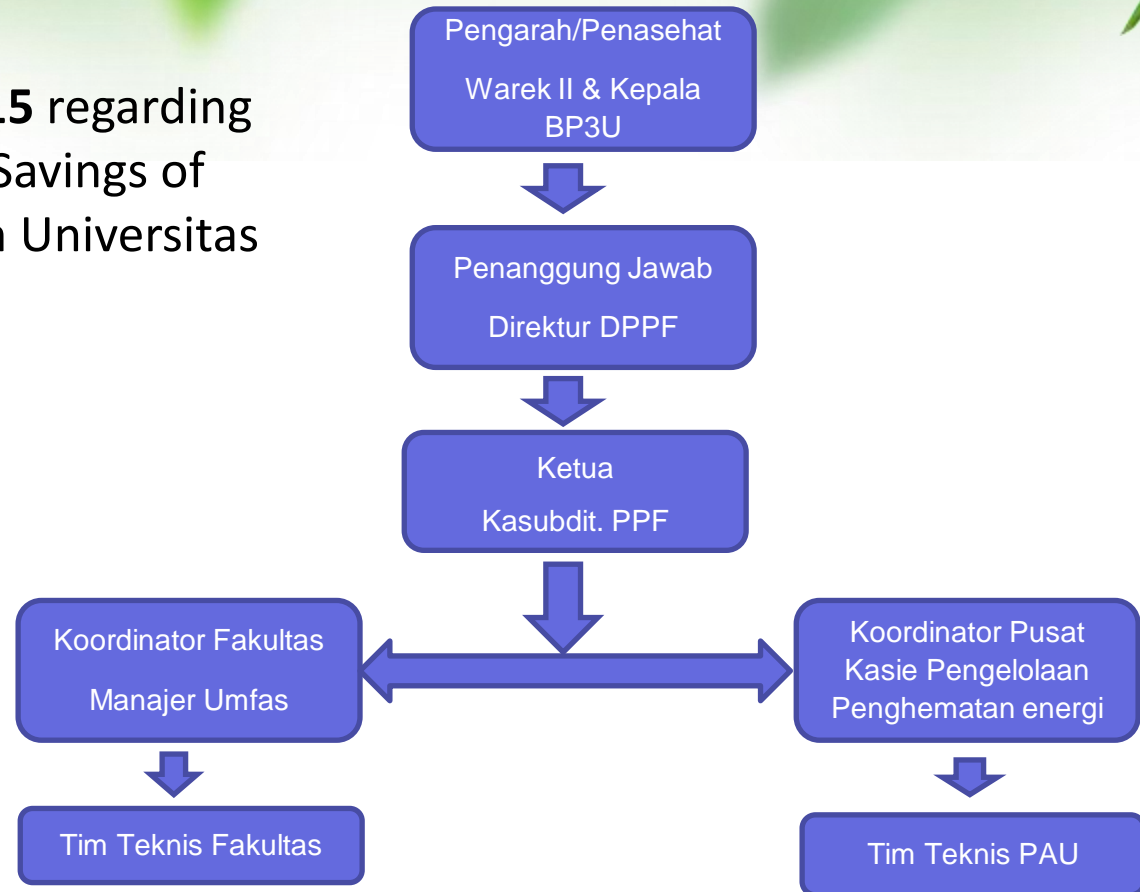 15 regarding
Savings of
Universitas
Pengarah/Penasehat
Warek II & Kepala
BP3U
Penanggung Jawab
Direktur DPPF
Ketua
Kasubdit. PPF
Koordinator Fakultas
Manajer Umfas
Koordinator Pusat
Kasie Pengelolaan
Penghematan energi
Tim Teknis Fakultas
Tim Teknis PAU